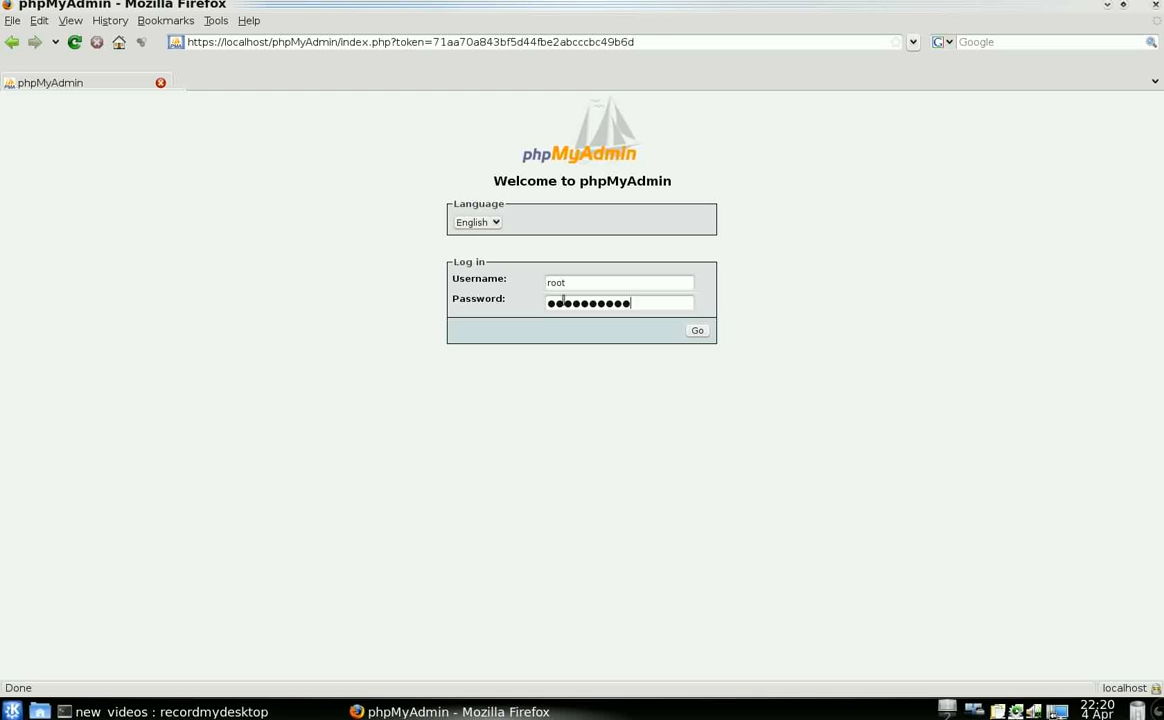 phpMyAdmin - Mozilla Firefox
File Edit View History Bookmarks Tools Help
https://localhost/phpMyAdmin/index.php?token=71aa70a843bf5d44fbe2abcccbc49b6d
G Google
phpMyAdmin
phpMyAdmin
Welcome to phpMyAdmin
Language
English
Log in
Username: root
Password: ●●●●●●●●●●
Go
Done
localhost
new videos : recordmydesktop
phpMyAdmin - Mozilla Firefox
22:20
4 Apr